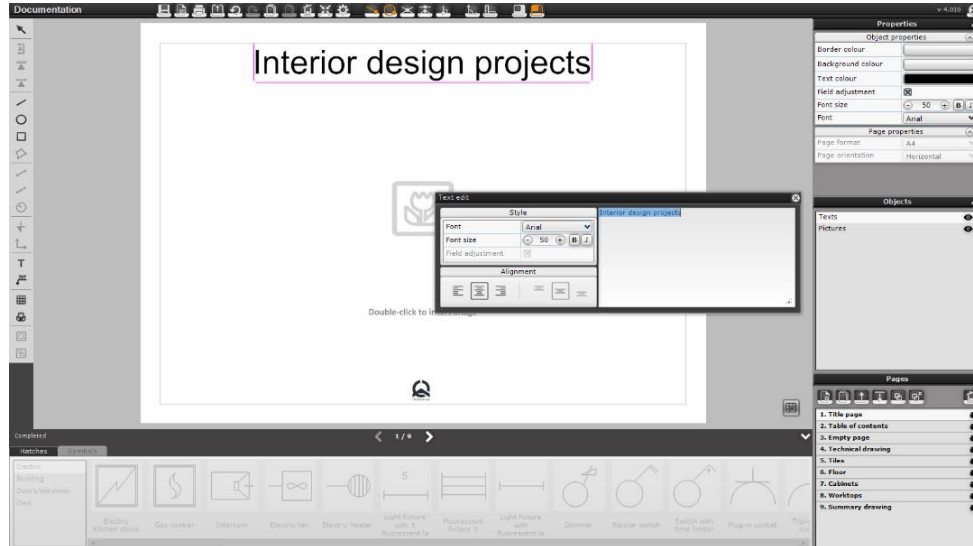 Documentation
v 4.010
Properties
Object properties
Border colour
Background colour
Text colour
Field adjustment
Font size
50
B
I
Font
Arial
Page properties
Page format
A4
Page orientation
Horizontal
Interior design projects
Text edit
Style
Font
Arial
Font size
50
B
I
Field adjustment
Alignment
Interior design projects
Double-click to in
Objects
Texts
Pictures
T
Pages
1. Title page
2. Table of contents
3. Empty page
4. Technical drawing
5. Tiles
6. Floor
7. Cabinets
8. Worktops
9. Summary drawing
Completed
1 / 9
Hatches
Symbols
Electric
Building
Doors/windows
Own
5
Electric kitchen stove
Gas cooker
Intercom
Electric fan
Electric heater
Light fixture with 5 fluorescent la
Fluorescent fixture 3
Light fixture with fluorescent la
Dimmer
Bipolar switch
Switch with time limiter
Plug-in socket